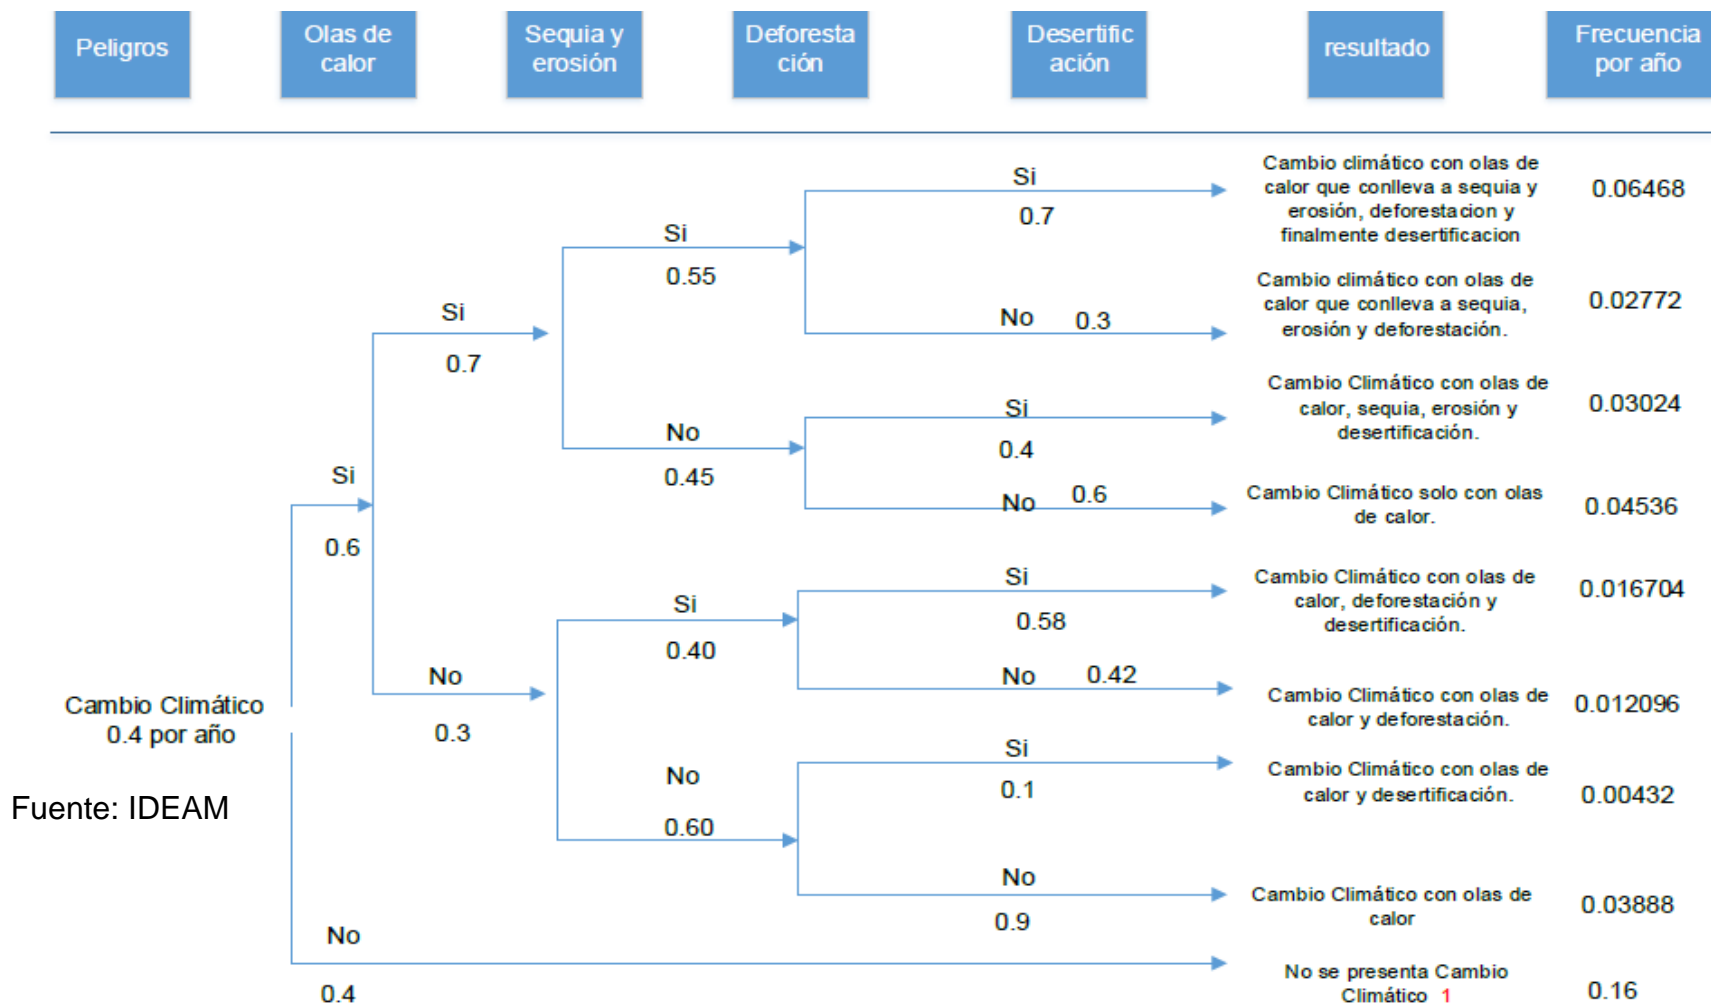 Peligros
Olas de
calor
Sequia y
erosión
Deforesta
ción
Desertific
ación
resultado
Frecuencia
por año
Si
0.7
Cambio climático con olas de
calor que conlleva a sequia y
erosión, deforestacion y
finalmente desertificacion
0.06468
Si
0.55
No 0.3
Cambio climático con olas de
calor que conlleva a sequia,
erosión y deforestación.
0.02772
Si
0.7
Si
0.4
Cambio Climático con olas de
calor, sequia, erosión y
desertificación.
0.03024
No
0.45
No 0.6
Cambio Climático solo con olas
de calor.
0.04536
Si
0.6
Si
0.58
Cambio Climático con olas de
calor, deforestación y
desertificación.
0.016704
Si
0.40
No 0.42
Cambio Climático con olas de
calor y deforestación.
0.012096
No
0.3
Cambio Climático
0.4 por año
Si
0.1
Cambio Climático con olas de
calor y desertificación.
0.00432
No
0.60
Fuente: IDEAM
No
0.9
Cambio Climático con olas de
calor
0.03888
No
0.4
No se presenta Cambio
Climático 1
0.16